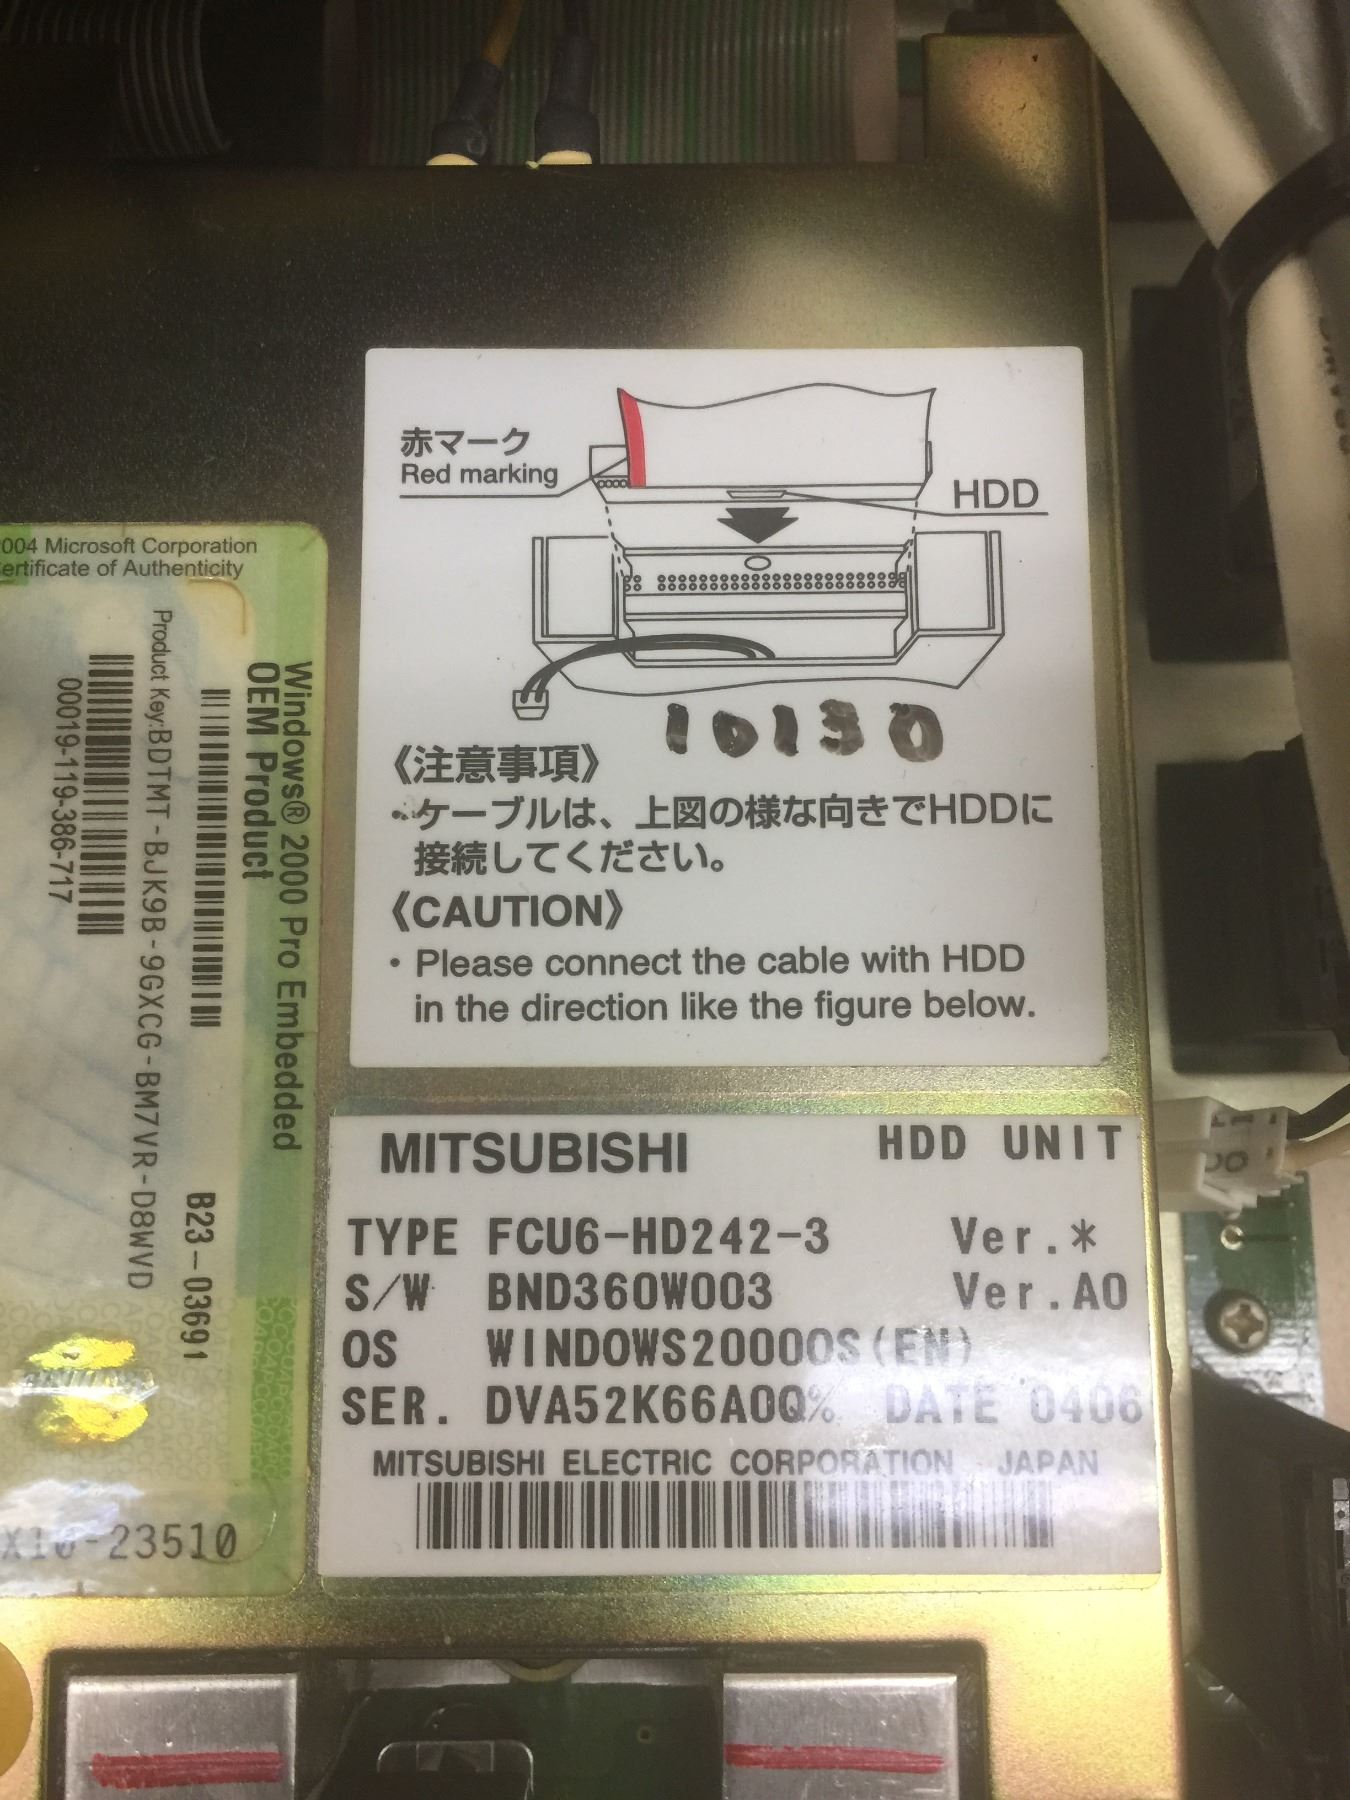 赤マーク
Red marking
HDD
10130
《注意事項》
・ケーブルは、上図の様な向きでHDDに
接続してください。
《CAUTION》
・Please connect the cable with HDD
in the direction like the figure below.
MITSUBISHI HDD UNIT
TYPE FCU6-HD242-3 Ver.*
S/W BND360W003 Ver.A0
OS WINDOWS2000OS(EN)
SER. DVA52K66A0Q% DATE 0406
MITSUBISHI ELECTRIC CORPORATION JAPAN
004 Microsoft Corporation
ertificate of Authenticity
Windows® 2000 Pro Embedded
OEM Product
B23-03691
Product Key:BDTMT-BJK9B-9GXCG-BM7VR-D8WVD
00019-119-386-717
X10-23510